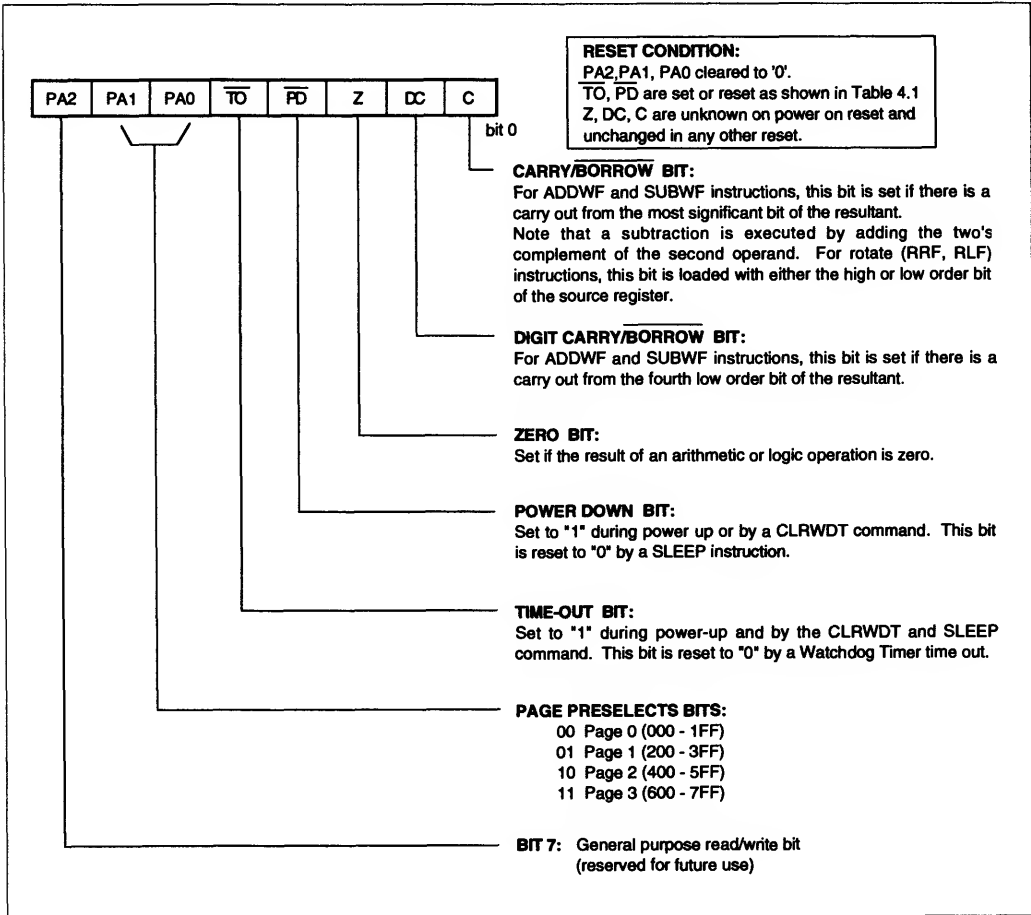 RESET CONDITION:
PA2,PA1, PA0 cleared to '0'.
T̅O̅, P̅D̅ are set or reset as shown in Table 4.1
Z, DC, C are unknown on power on reset and
unchanged in any other reset.
PA2 PA1 PA0 T̅O̅ P̅D̅ Z DC C
bit 0
CARRY/B̅O̅R̅R̅O̅W̅ BIT:
For ADDWF and SUBWF instructions, this bit is set if there is a
carry out from the most significant bit of the resultant.
Note that a subtraction is executed by adding the two's
complement of the second operand. For rotate (RRF, RLF)
instructions, this bit is loaded with either the high or low order bit
of the source register.
DIGIT CARRY/B̅O̅R̅R̅O̅W̅ BIT:
For ADDWF and SUBWF instructions, this bit is set if there is a
carry out from the fourth low order bit of the resultant.
ZERO BIT:
Set if the result of an arithmetic or logic operation is zero.
POWER DOWN BIT:
Set to "1" during power up or by a CLRWDT command. This bit
is reset to "0" by a SLEEP instruction.
TIME-OUT BIT:
Set to "1" during power-up and by the CLRWDT and SLEEP
command. This bit is reset to "0" by a Watchdog Timer time out.
PAGE PRESELECTS BITS:
00 Page 0 (000 - 1FF)
01 Page 1 (200 - 3FF)
10 Page 2 (400 - 5FF)
11 Page 3 (600 - 7FF)
BIT 7: General purpose read/write bit
(reserved for future use)